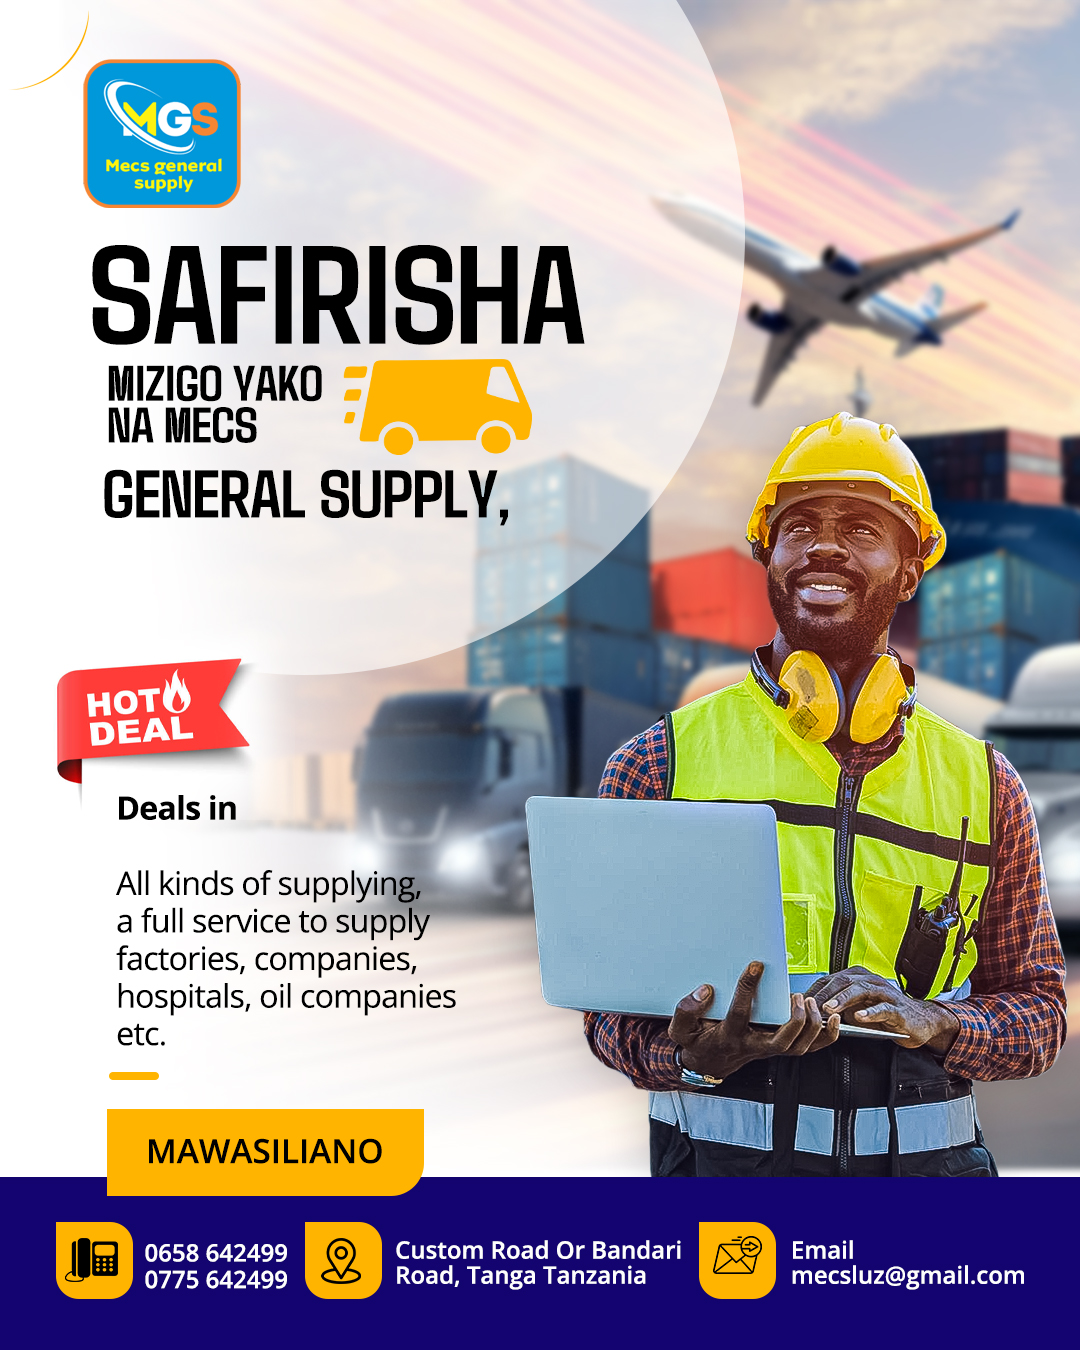 MGS
Mecs general
supply
SAFIRISHA
MIZIGO YAKO
NA MECS
GENERAL SUPPLY,
HOT
DEAL
Deals in
All kinds of supplying,
a full service to supply
factories, companies,
hospitals, oil companies
etc.
MAWASILIANO
0658 642499
0775 642499
Custom Road Or Bandari
Road, Tanga Tanzania
Email
mecsluz@gmail.com